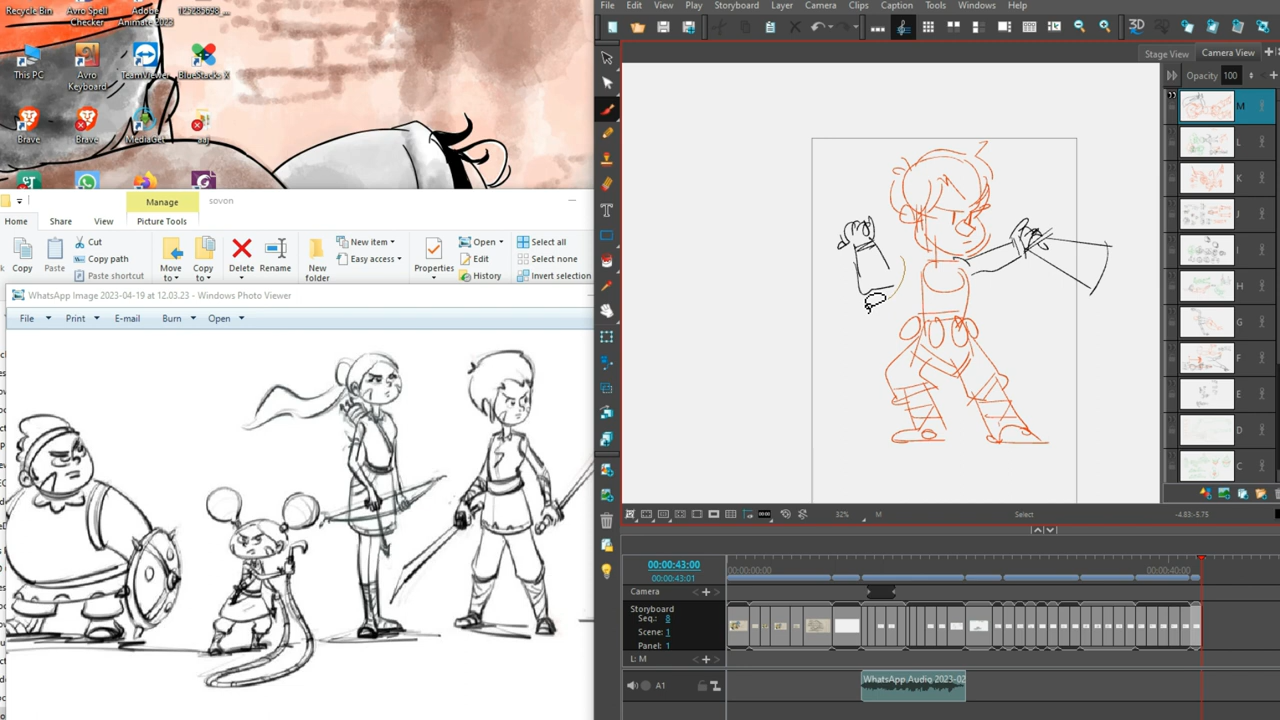 Recycle Bin
Avro Spell Checker
Adobe Animate 2023
125285698_...
This PC
Avro Keyboard
TeamViewer
BlueStacks X
Brave
Brave
MediaGet
aaj
Manage
sovon
Home Share View Picture Tools
Copy
Paste
Cut
Copy path
Paste shortcut
Move to
Copy to
Delete
Rename
New folder
New item
Easy access
Properties
Open
Edit
History
Select all
Select none
Invert selection
WhatsApp Image 2023-04-19 at 12.03.23 - Windows Photo Viewer
File Print E-mail Burn Open
File Edit View Play Storyboard Layer Camera Clips Caption Tools Windows Help
3D
Stage View Camera View
Opacity 100
M
L
K
J
I
H
G
F
E
D
C
32% M Select -4.83:-5.75
00:00:43:00
00:00:43:01
00:00:00:00
00:00:40:00
Camera
Storyboard
Seq.: 8
Scene: 1
Panel: 1
L: M
A1
WhatsApp Audio 2023-02